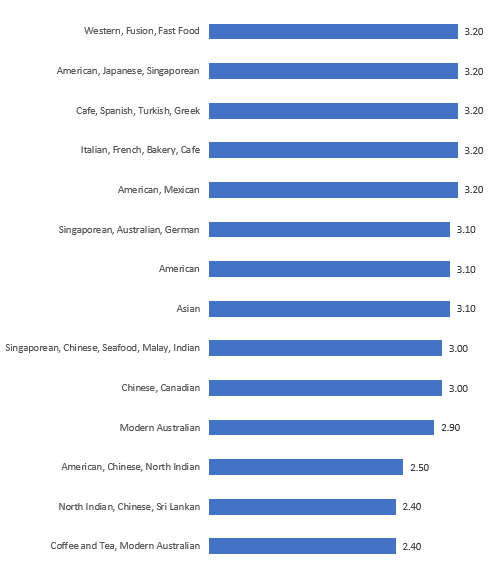 Western, Fusion, Fast Food 3.20
American, Japanese, Singaporean 3.20
Cafe, Spanish, Turkish, Greek 3.20
Italian, French, Bakery, Cafe 3.20
American, Mexican 3.20
Singaporean, Australian, German 3.10
American 3.10
Asian 3.10
Singaporean, Chinese, Seafood, Malay, Indian 3.00
Chinese, Canadian 3.00
Modern Australian 2.90
American, Chinese, North Indian 2.50
North Indian, Chinese, Sri Lankan 2.40
Coffee and Tea, Modern Australian 2.40